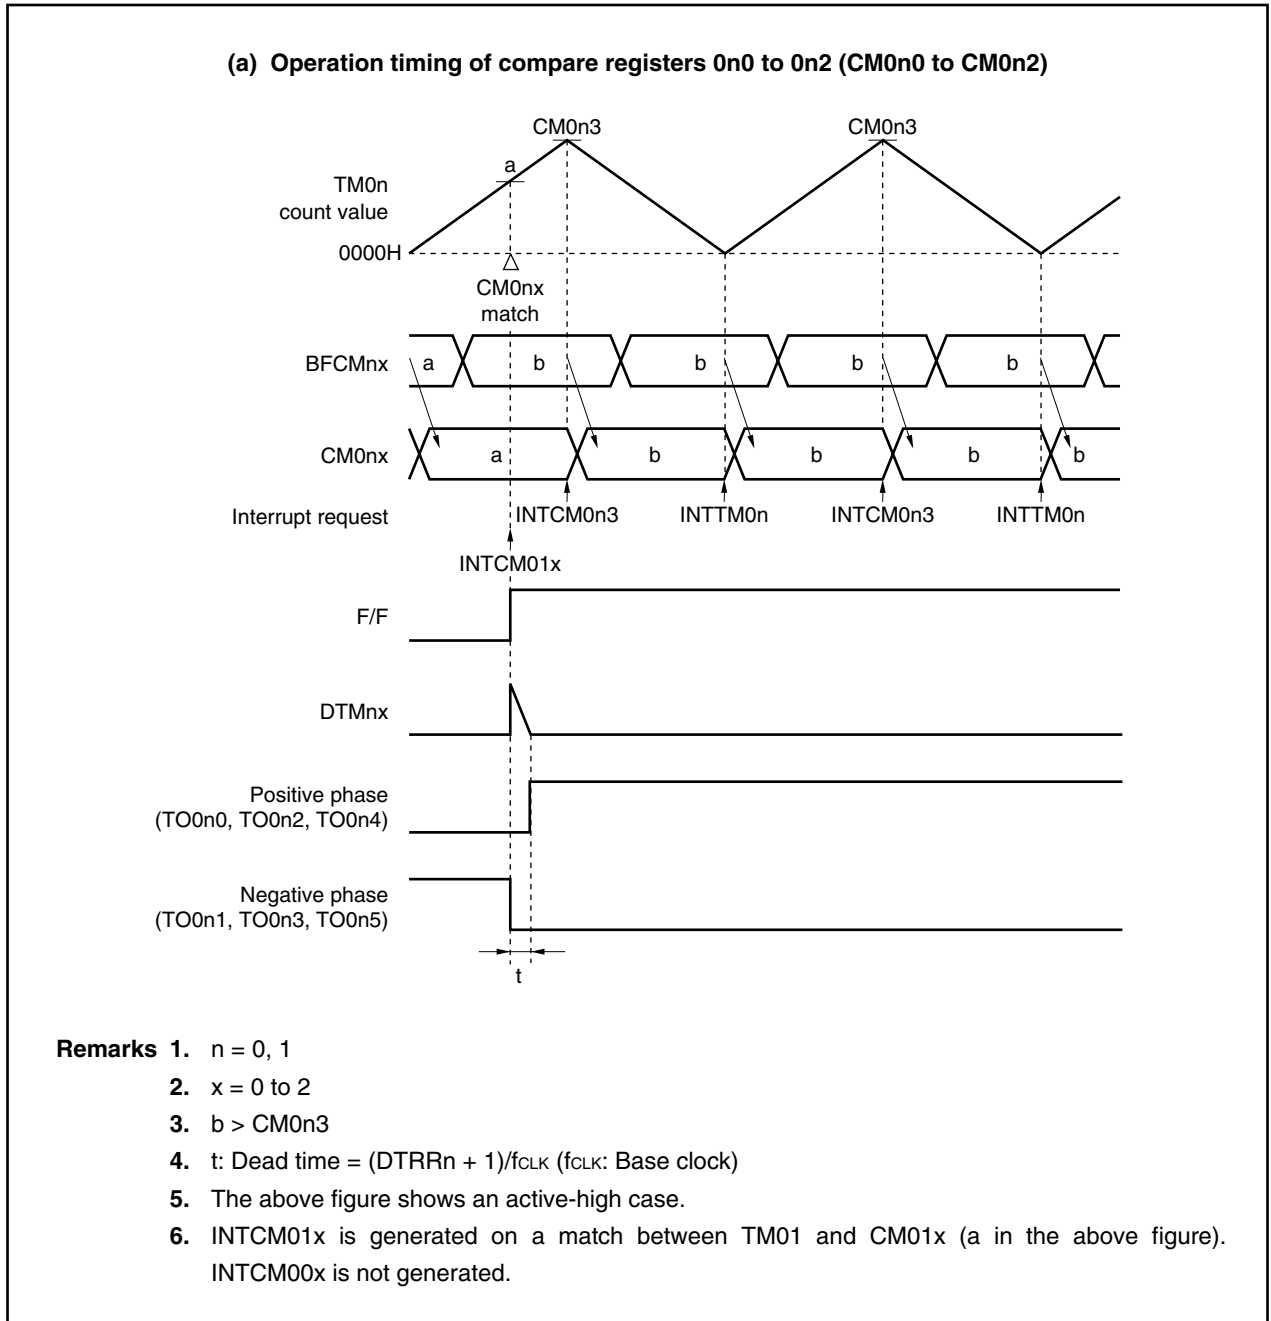 (a) Operation timing of compare registers 0n0 to 0n2 (CM0n0 to CM0n2)
CM0n3 CM0n3
a
TM0n
count value
0000H
CM0nx
match
BFCMnx a b b b b
CM0nx a b b b b
Interrupt request INTCM0n3 INTTM0n INTCM0n3 INTTM0n
INTCM01x
F/F
DTMnx
Positive phase
(TO0n0, TO0n2, TO0n4)
Negative phase
(TO0n1, TO0n3, TO0n5)
t
Remarks 1. n = 0, 1
2. x = 0 to 2
3. b > CM0n3
4. t: Dead time = (DTRRn + 1)/fCLK (fCLK: Base clock)
5. The above figure shows an active-high case.
6. INTCM01x is generated on a match between TM01 and CM01x (a in the above figure).
INTCM00x is not generated.